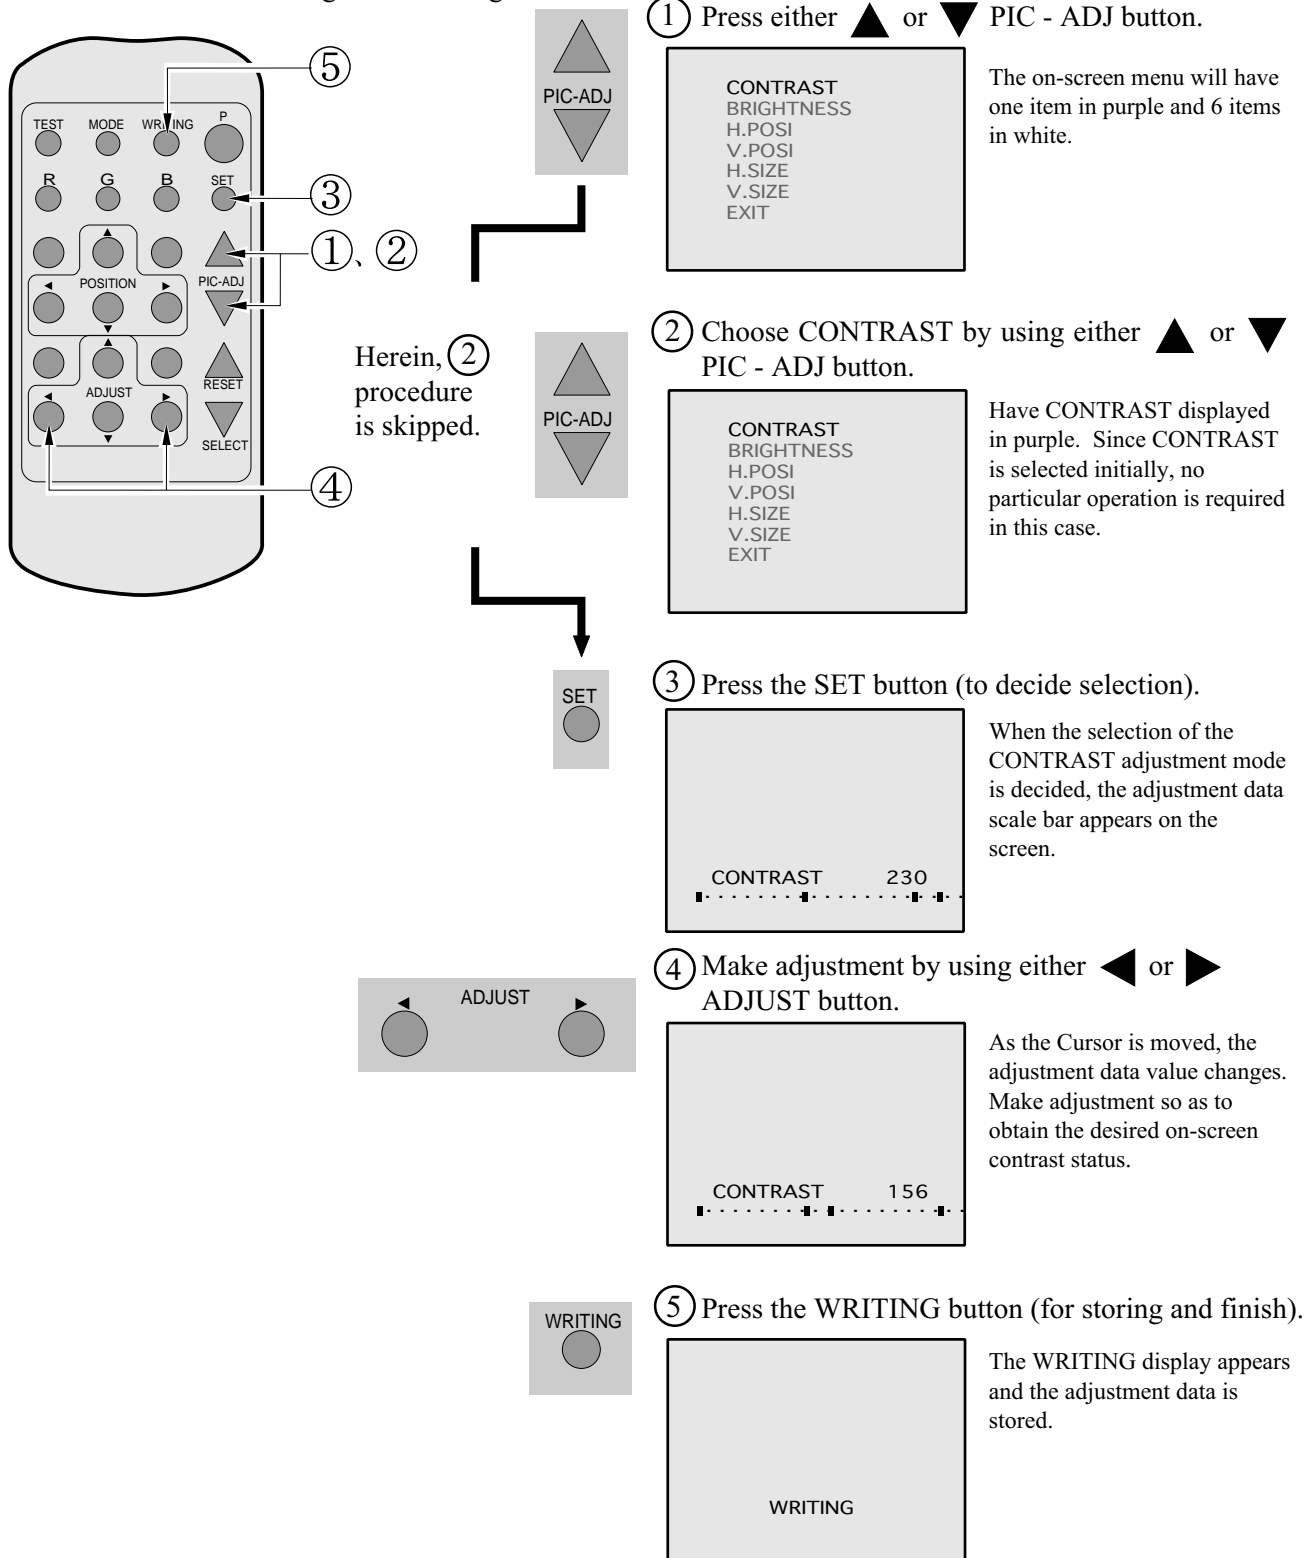 ① Press either ▲ or ▼ PIC - ADJ button.
⑤
TEST
MODE
WRITING
P
R
G
B
SET
③
①、②
POSITION
PIC-ADJ
ADJUST
RESET
SELECT
④
PIC-ADJ
CONTRAST
BRIGHTNESS
H.POSI
V.POSI
H.SIZE
V.SIZE
EXIT
The on-screen menu will have
one item in purple and 6 items
in white.
Herein, ②
procedure
is skipped.
PIC-ADJ
② Choose CONTRAST by using either ▲ or ▼
PIC - ADJ button.
CONTRAST
BRIGHTNESS
H.POSI
V.POSI
H.SIZE
V.SIZE
EXIT
Have CONTRAST displayed
in purple. Since CONTRAST
is selected initially, no
particular operation is required
in this case.
SET
③ Press the SET button (to decide selection).
CONTRAST 230
When the selection of the
CONTRAST adjustment mode
is decided, the adjustment data
scale bar appears on the
screen.
ADJUST
④ Make adjustment by using either ◀ or ▶
ADJUST button.
CONTRAST 156
As the Cursor is moved, the
adjustment data value changes.
Make adjustment so as to
obtain the desired on-screen
contrast status.
WRITING
⑤ Press the WRITING button (for storing and finish).
WRITING
The WRITING display appears
and the adjustment data is
stored.